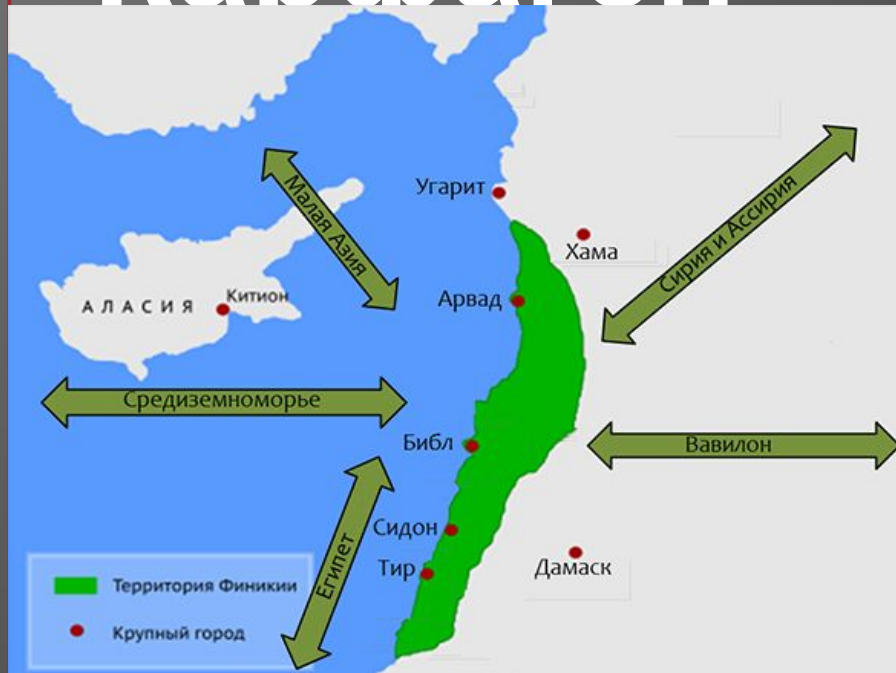 Угарит
Хама
Малая Азия
Сирия и Ассирия
Арвад
АЛАСИЯ
Китион
Средиземноморье
Библ
Вавилон
Сидон
Египет
Тир
Дамаск
Территория Финикии
Крупный город